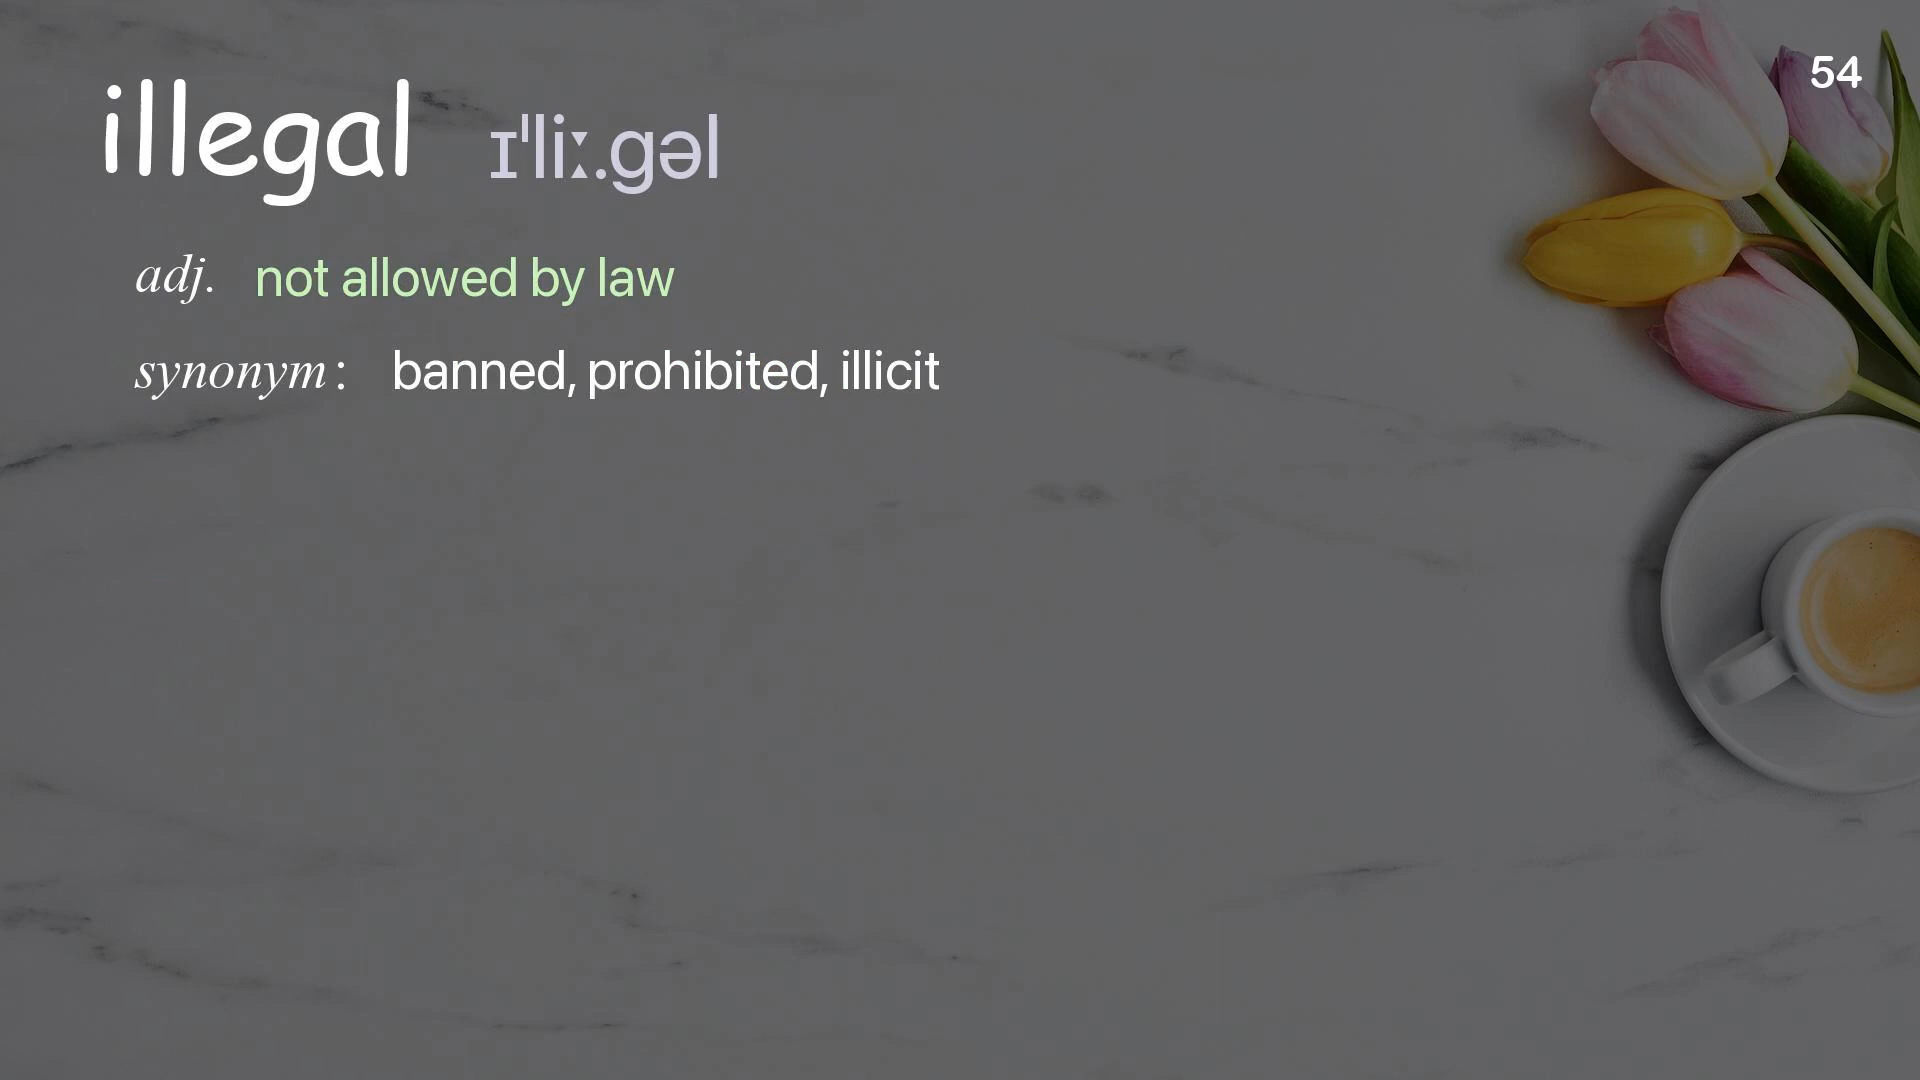 54
illegal ɪˈliː.gəl
adj. not allowed by law
synonym: banned, prohibited, illicit